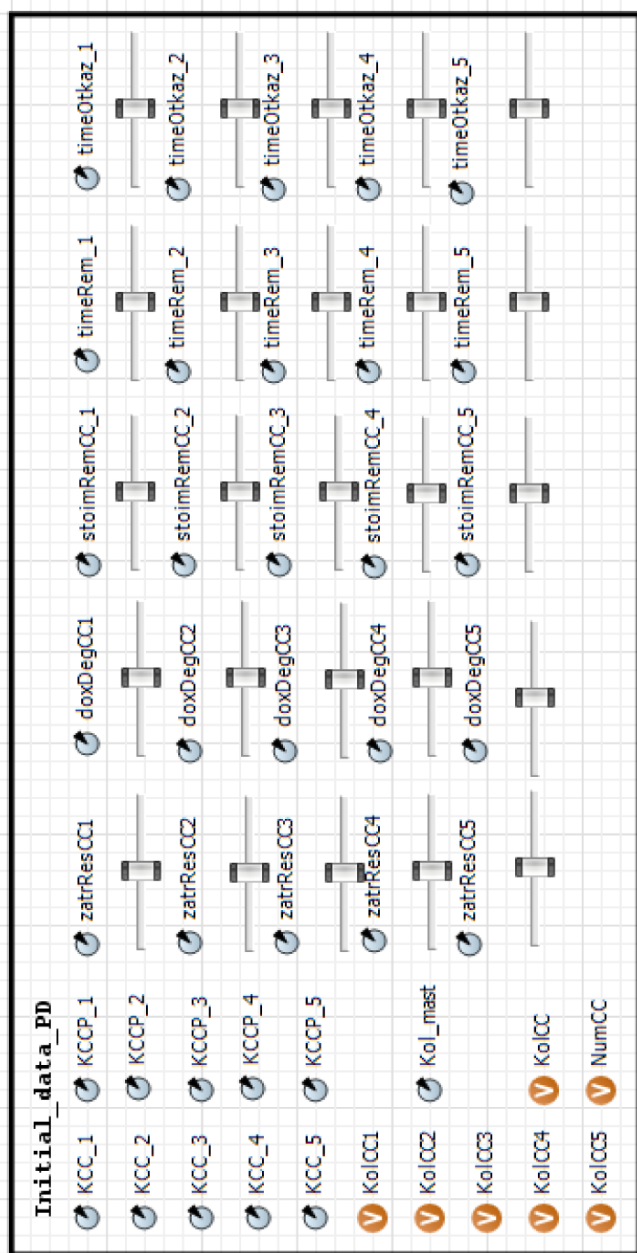 Initial_data_PD
KCC_1 KCCP_1 zatrResCC1 doxDegCC1 stoimRemCC_1 timeRem_1 timeOtkaz_1
KCC_2 KCCP_2 zatrResCC2 doxDegCC2 stoimRemCC_2 timeRem_2 timeOtkaz_2
KCC_3 KCCP_3 zatrResCC3 doxDegCC3 stoimRemCC_3 timeRem_3 timeOtkaz_3
KCC_4 KCCP_4 zatrResCC4 doxDegCC4 stoimRemCC_4 timeRem_4 timeOtkaz_4
KCC_5 KCCP_5 zatrResCC5 doxDegCC5 stoimRemCC_5 timeRem_5 timeOtkaz_5
V KolCC1
V KolCC2 Kol_mast
V KolCC3
V KolCC4 V KolCC
V KolCC5 V NumCC